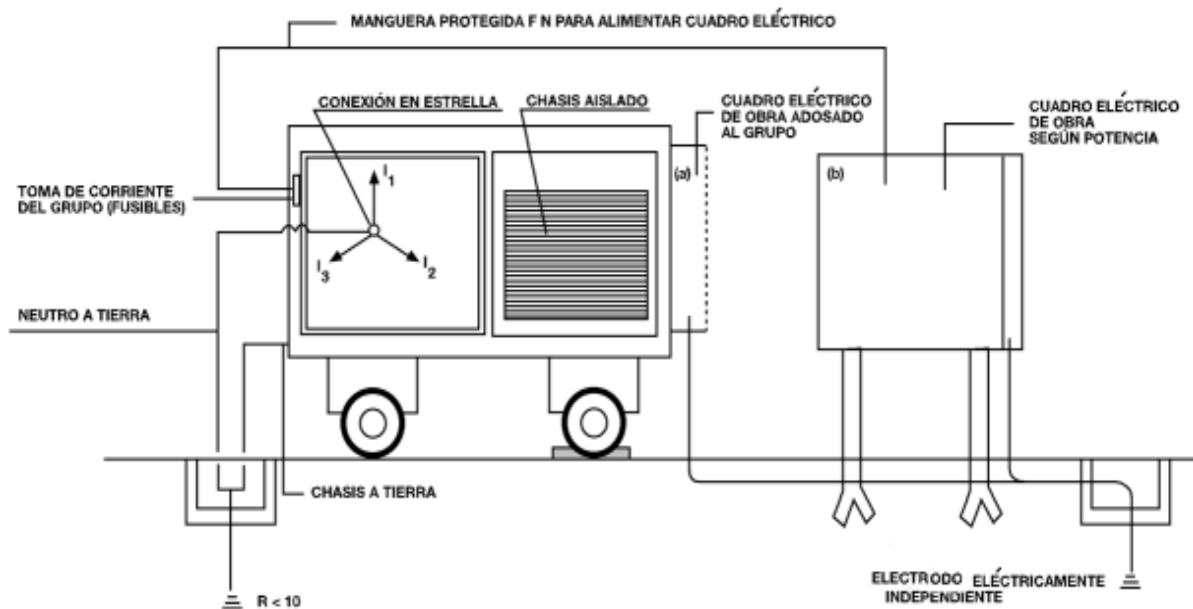 MANGUERA PROTEGIDA F N PARA ALIMENTAR CUADRO ELÉCTRICO
CONEXIÓN EN ESTRELLA
CHASIS AISLADO
CUADRO ELÉCTRICO
DE OBRA ADOSADO
AL GRUPO
CUADRO ELÉCTRICO
DE OBRA
SEGÚN POTENCIA
(a)
(b)
I1
I2
I3
TOMA DE CORRIENTE
DEL GRUPO (FUSIBLES)
NEUTRO A TIERRA
CHASIS A TIERRA
R < 10
ELECTRODO ELÉCTRICAMENTE
INDEPENDIENTE